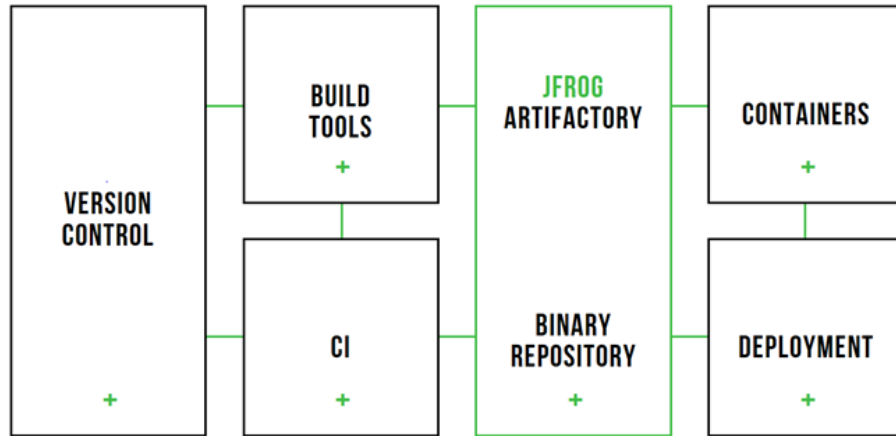 VERSION
CONTROL
+
BUILD
TOOLS
+
CI
+
JFROG
ARTIFACTORY
BINARY
REPOSITORY
+
CONTAINERS
+
DEPLOYMENT
+